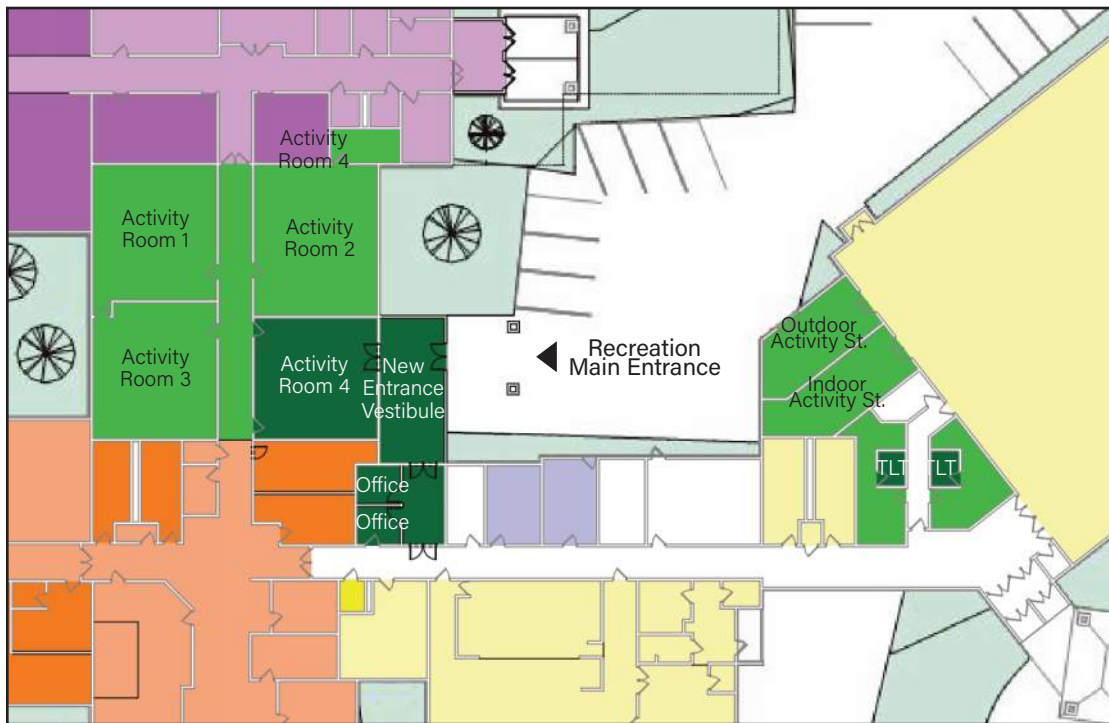 Activity
Room 4
Activity
Room 1
Activity
Room 2
Activity
Room 3
Activity
Room 4
New
Entrance
Vestibule
Recreation
Main Entrance
Outdoor
Activity St.
Indoor
Activity St.
TLT
TLT
Office
Office